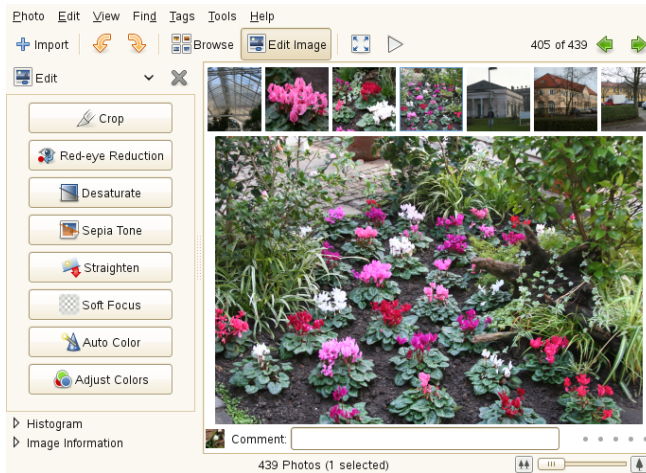 Photo Edit View Find Tags Tools Help
Import Browse Edit Image 405 of 439
Edit
Crop
Red-eye Reduction
Desaturate
Sepia Tone
Straighten
Soft Focus
Auto Color
Adjust Colors
Histogram
Image Information
Comment:
439 Photos (1 selected)